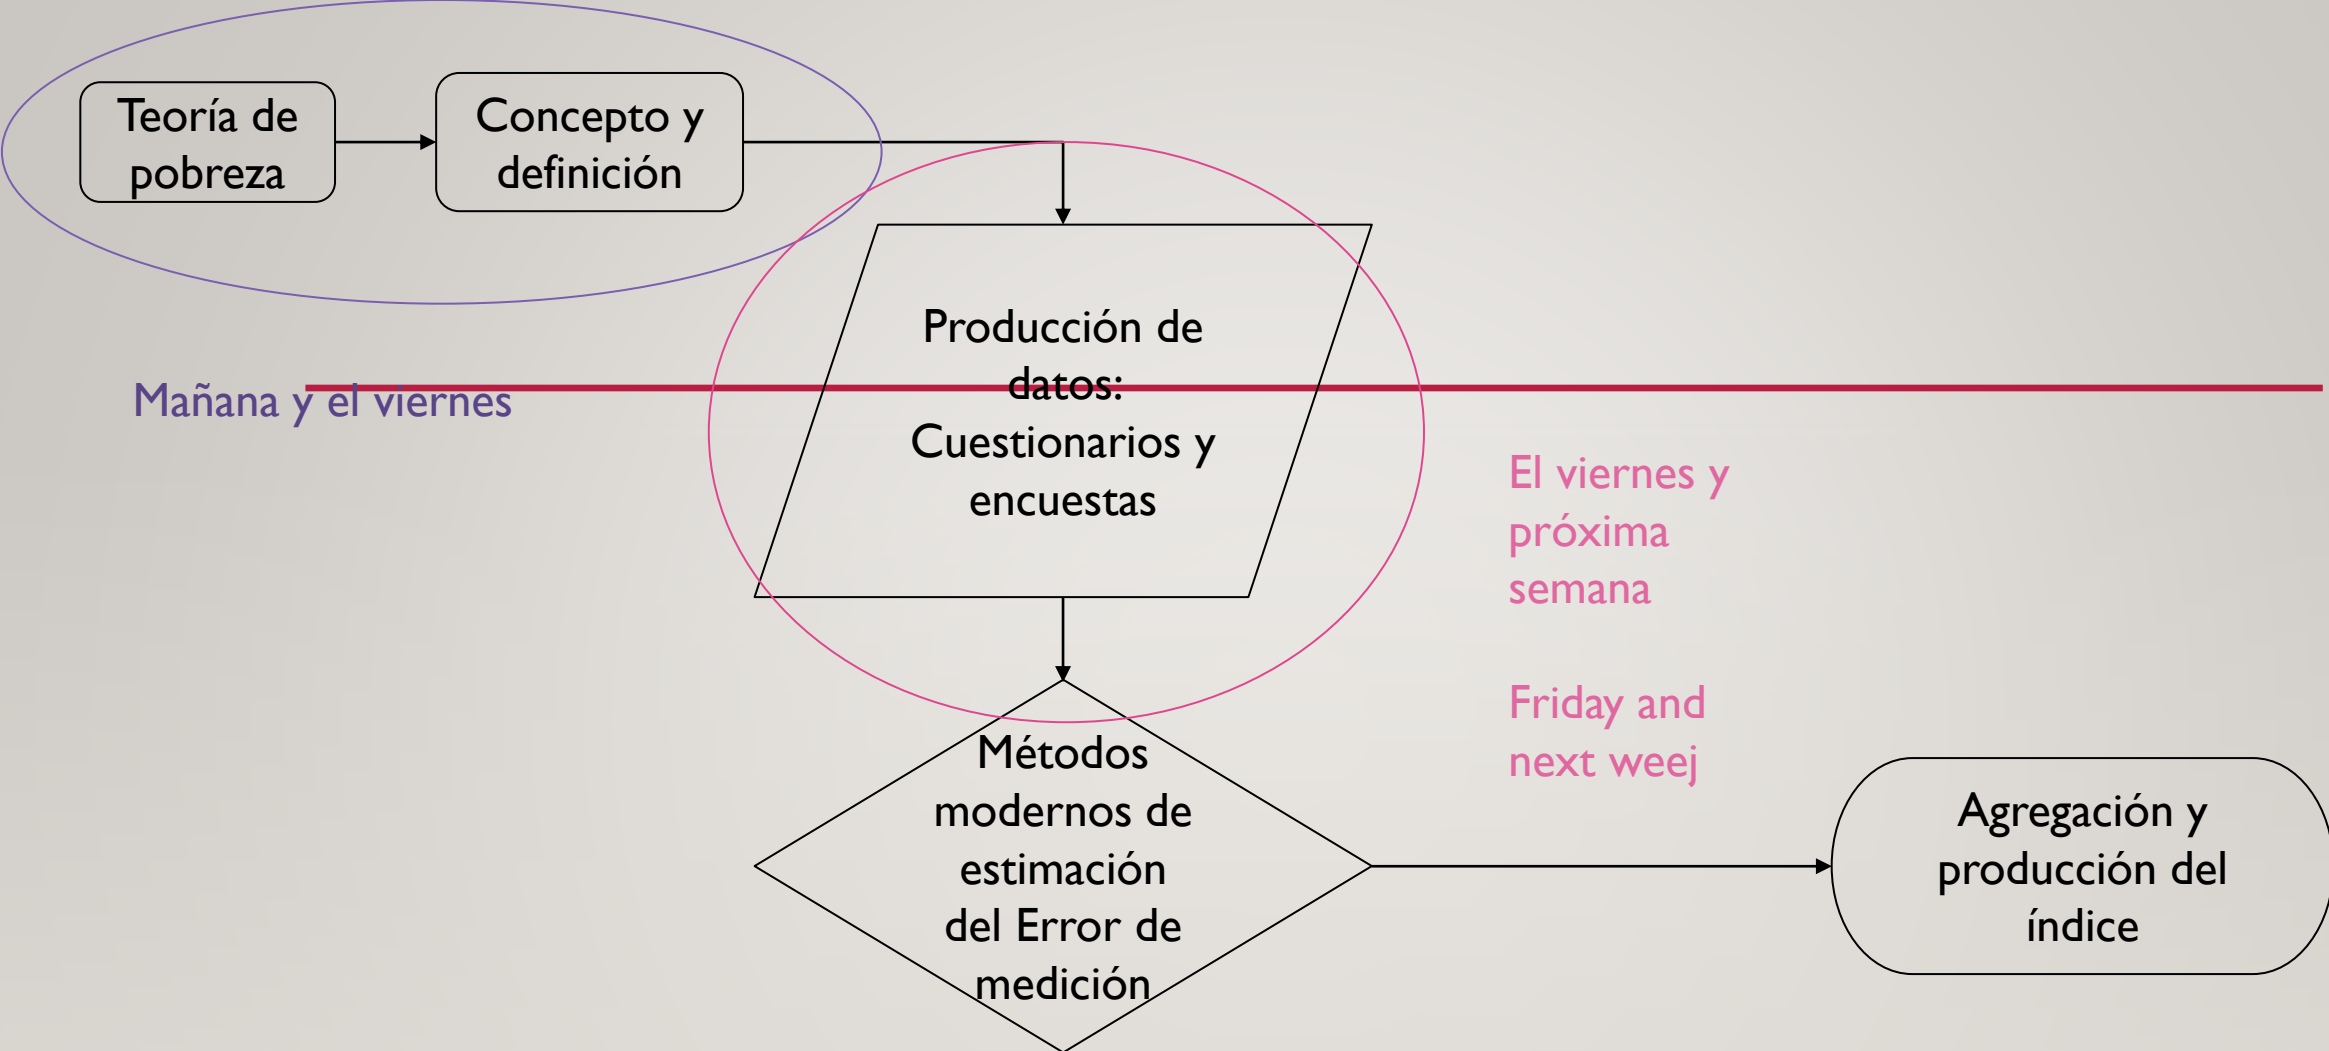 Teoría de
pobreza
Concepto y
definición
Mañana y el viernes
Producción de
datos:
Cuestionarios y
encuestas
El viernes y
próxima
semana
Friday and
next weej
Métodos
modernos de
estimación
del Error de
medición
Agregación y
producción del
índice